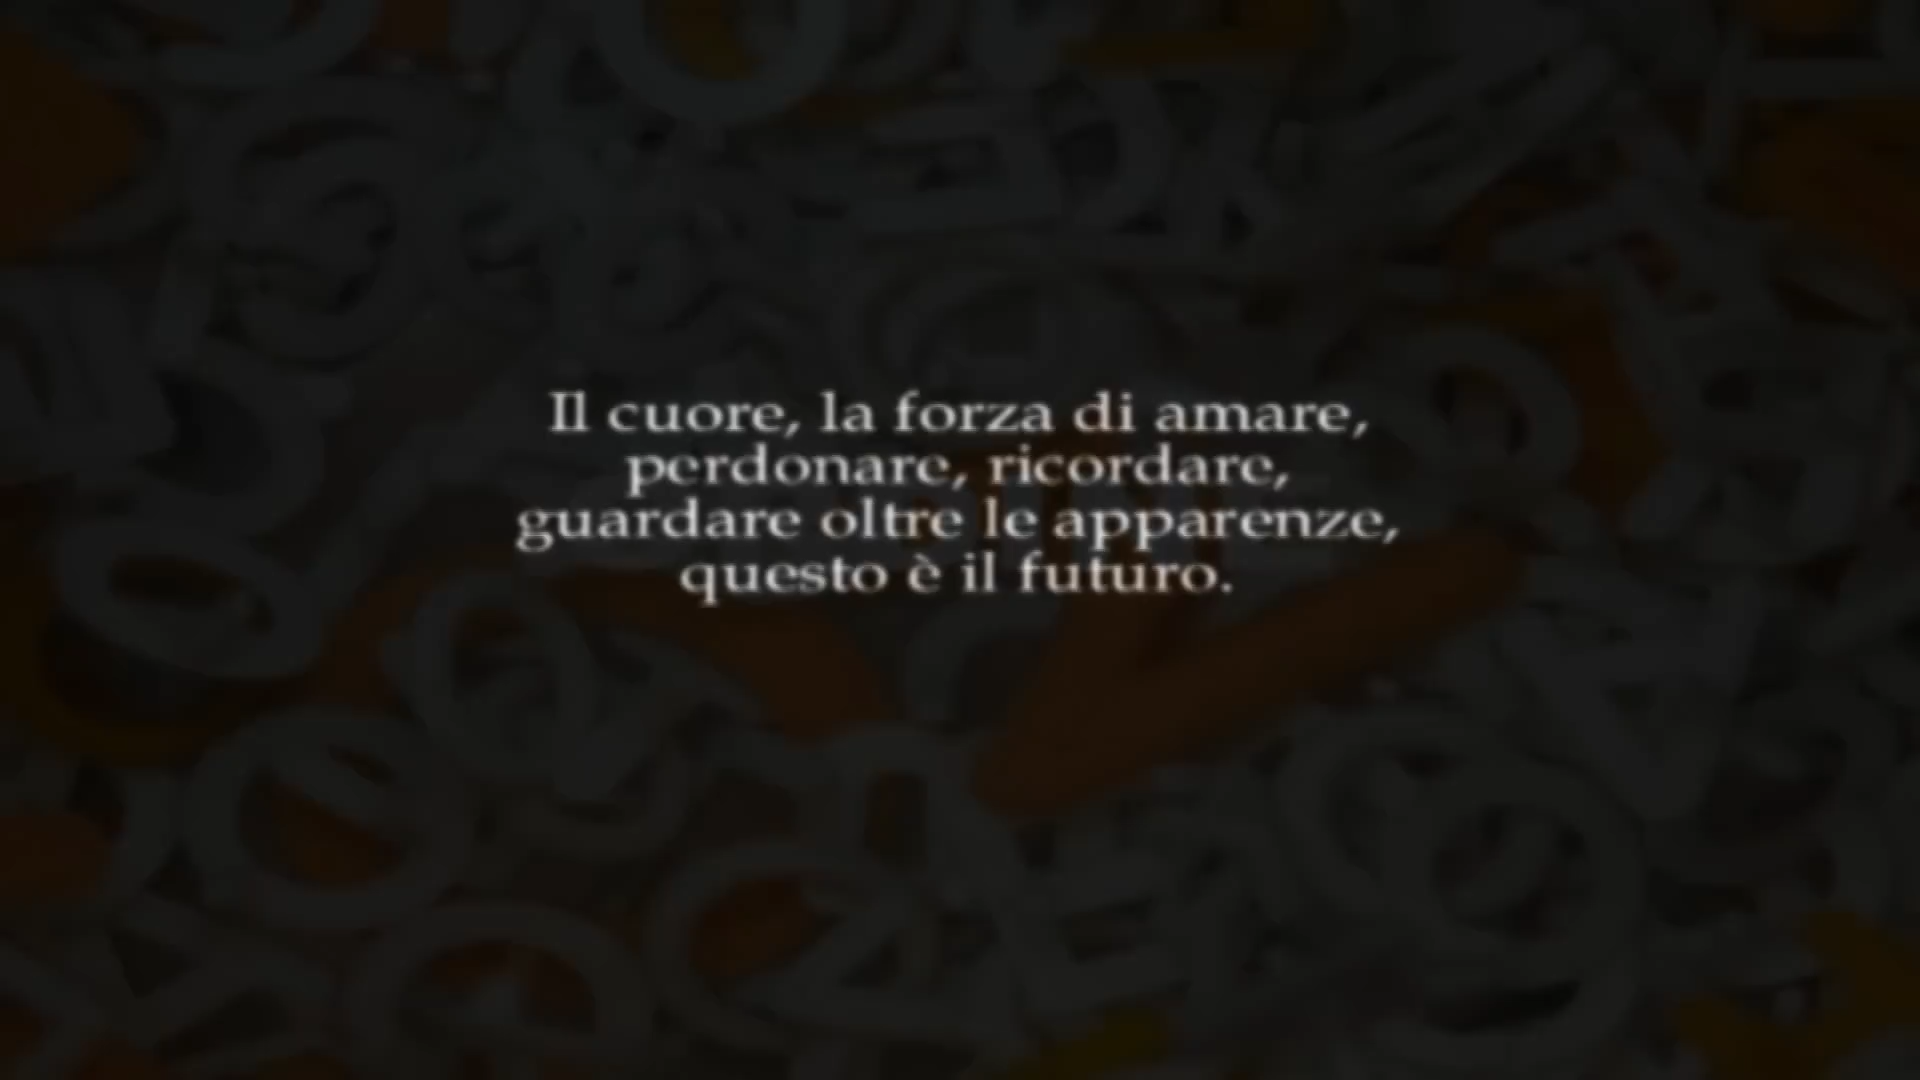 Il cuore, la forza di amare,
perdonare, ricordare,
guardare oltre le apparenze,
questo è il futuro.